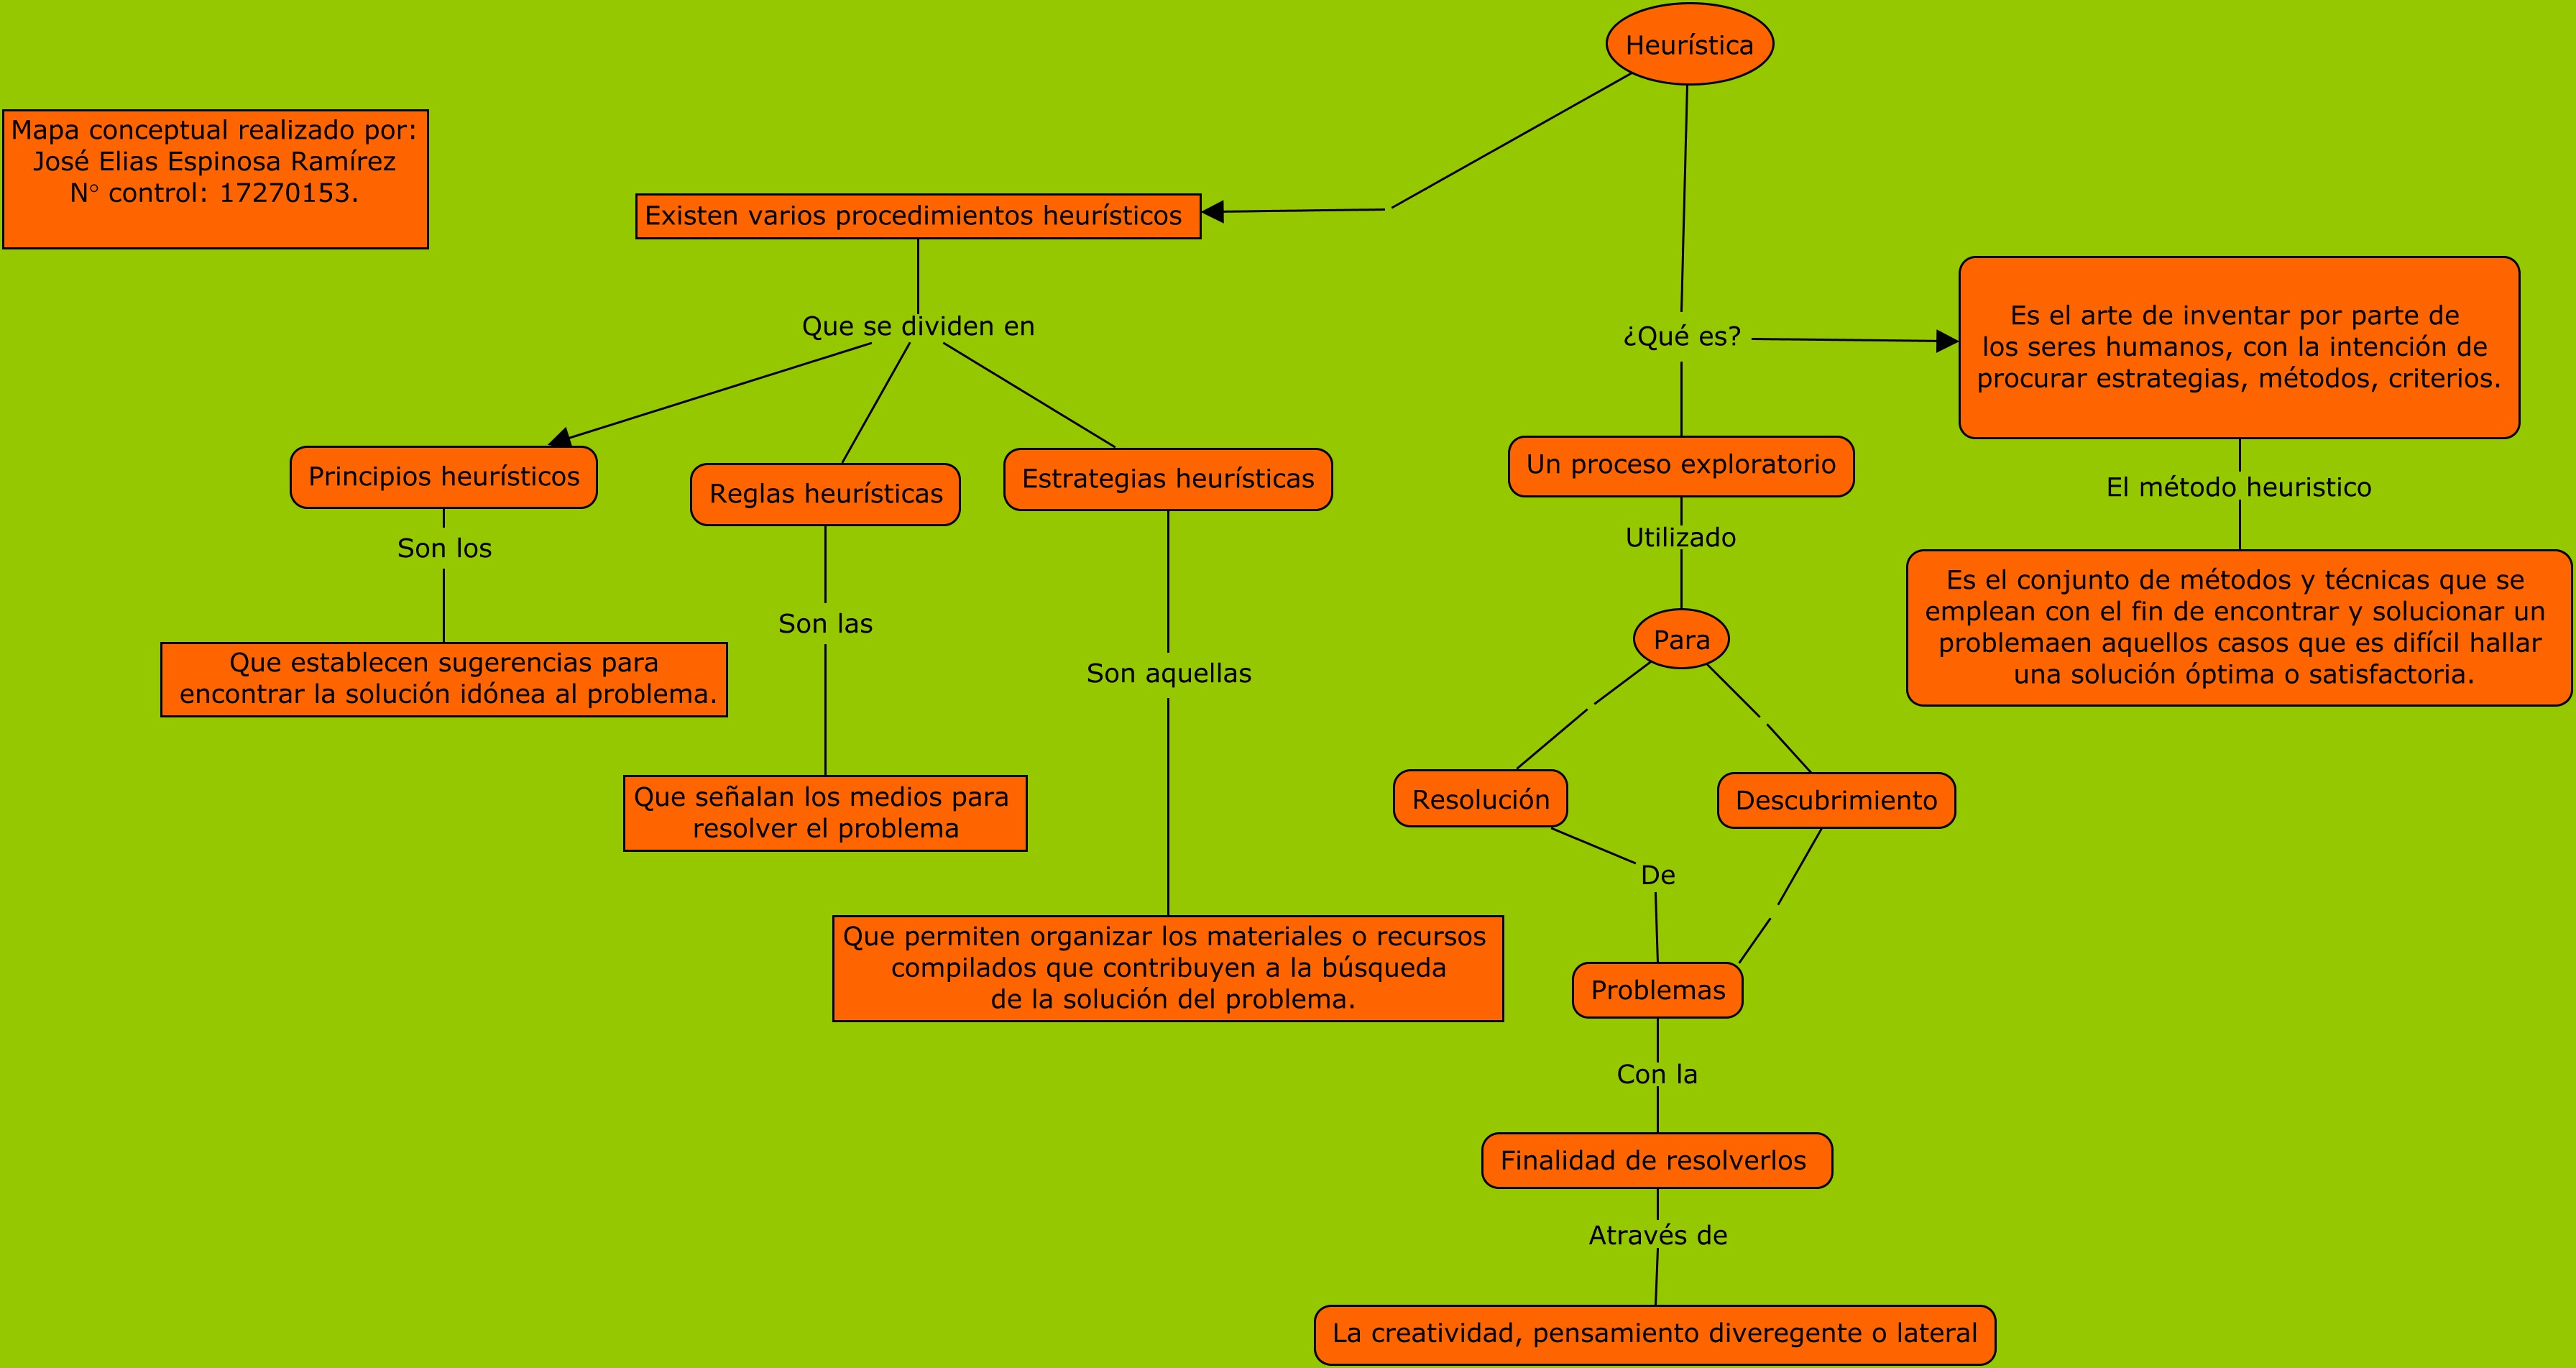 Heurística
Mapa conceptual realizado por:
José Elias Espinosa Ramírez
N° control: 17270153.
Existen varios procedimientos heurísticos
Que se dividen en
Principios heurísticos
Son los
Que establecen sugerencias para
encontrar la solución idónea al problema.
Reglas heurísticas
Son las
Que señalan los medios para
resolver el problema
Estrategias heurísticas
Son aquellas
Que permiten organizar los materiales o recursos
compilados que contribuyen a la búsqueda
de la solución del problema.
¿Qué es?
Un proceso exploratorio
Utilizado
Para
Resolución
Descubrimiento
De
Problemas
Con la
Finalidad de resolverlos
Através de
La creatividad, pensamiento diveregente o lateral
Es el arte de inventar por parte de
los seres humanos, con la intención de
procurar estrategias, métodos, criterios.
El método heuristico
Es el conjunto de métodos y técnicas que se
emplean con el fin de encontrar y solucionar un
problemaen aquellos casos que es difícil hallar
una solución óptima o satisfactoria.